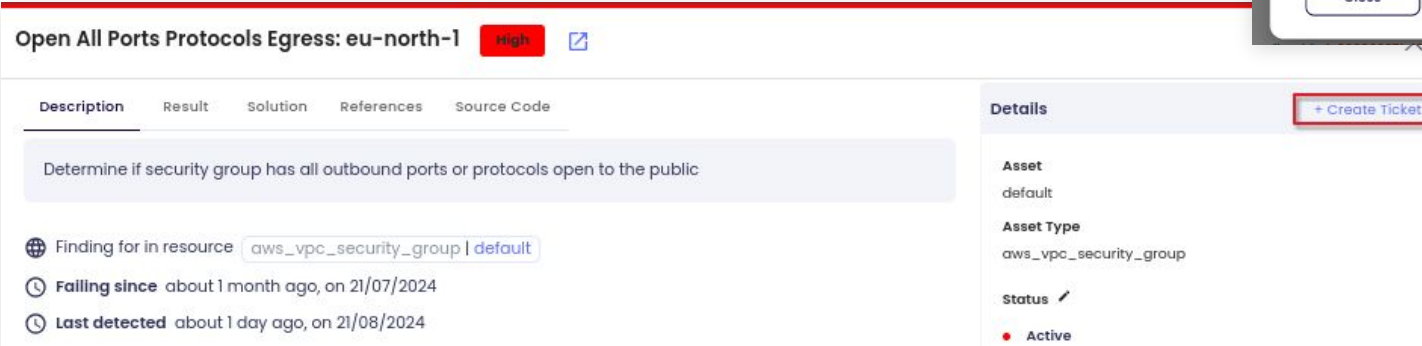 Open All Ports Protocols Egress: eu-north-1 High
Description Result Solution References Source Code
Determine if security group has all outbound ports or protocols open to the public
Finding for in resource aws_vpc_security_group | default
Failing since about 1 month ago, on 21/07/2024
Last detected about 1 day ago, on 21/08/2024
Details + Create Ticket
Asset
default
Asset Type
aws_vpc_security_group
Status
Active